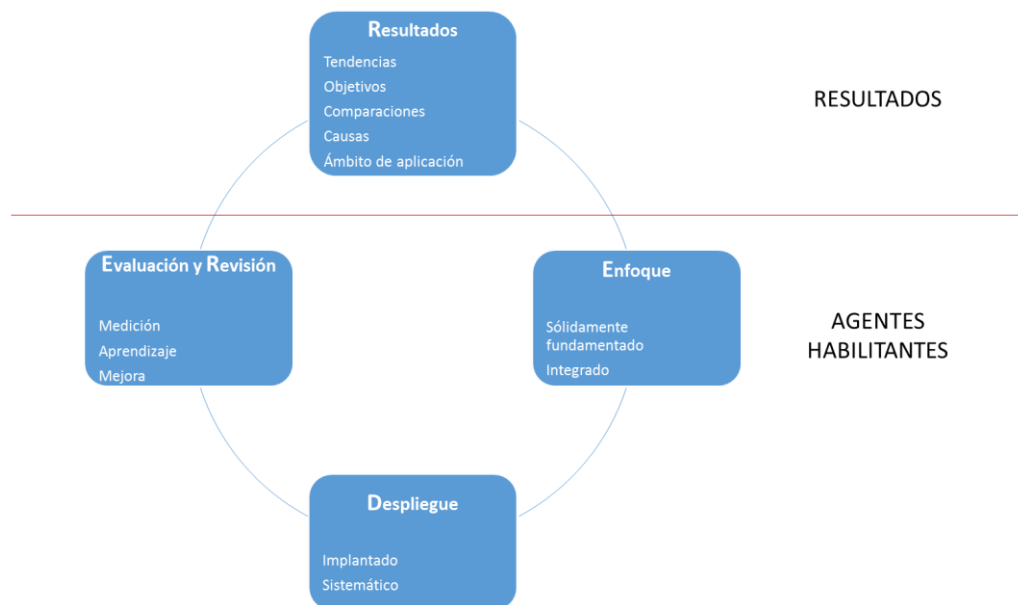 Resultados
Tendencias
Objetivos
Comparaciones
Causas
Ámbito de aplicación
RESULTADOS
Evaluación y Revisión
Medición
Aprendizaje
Mejora
Enfoque
Sólidamente
fundamentado
Integrado
AGENTES
HABILITANTES
Despliegue
Implantado
Sistemático